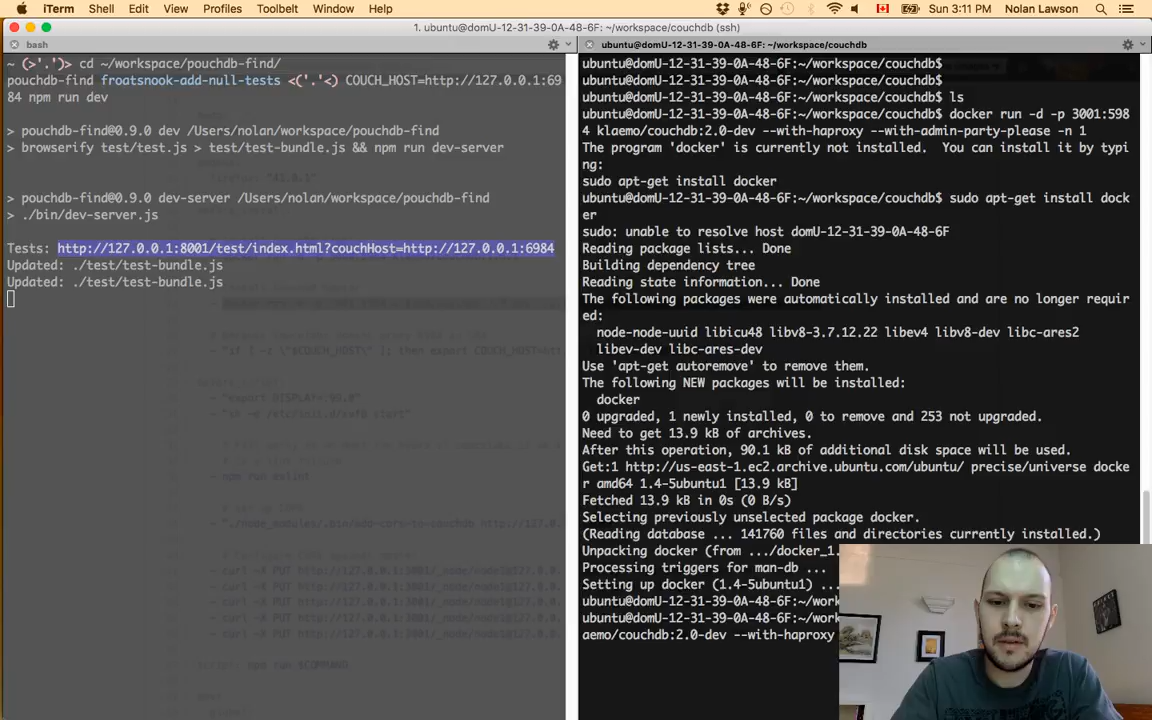 iTerm Shell Edit View Profiles Toolbelt Window Help
Sun 3:11 PM Nolan Lawson
1. ubuntu@domU-12-31-39-0A-48-6F: ~/workspace/couchdb (ssh)
bash
~ (>'.')> cd ~/workspace/pouchdb-find/
pouchdb-find froatsnook-add-null-tests <('.'<) COUCH_HOST=http://127.0.0.1:69
84 npm run dev
> pouchdb-find@0.9.0 dev /Users/nolan/workspace/pouchdb-find
> browserify test/test.js > test/test-bundle.js && npm run dev-server
> pouchdb-find@0.9.0 dev-server /Users/nolan/workspace/pouchdb-find
> ./bin/dev-server.js
Tests: http://127.0.0.1:8001/test/index.html?couchHost=http://127.0.0.1:6984
Updated: ./test/test-bundle.js
Updated: ./test/test-bundle.js
- "if [ -z \"$COUCH_HOST\" ]; then export COUCH_HOST=
- "export DISPLAY=:99.0"
- npm run eslint
script: npm run $COMMAND
ubuntu@domU-12-31-39-0A-48-6F: ~/workspace/couchdb
ubuntu@domU-12-31-39-0A-48-6F:~/workspace/couchdb$
ubuntu@domU-12-31-39-0A-48-6F:~/workspace/couchdb$
ubuntu@domU-12-31-39-0A-48-6F:~/workspace/couchdb$ ls
ubuntu@domU-12-31-39-0A-48-6F:~/workspace/couchdb$ docker run -d -p 3001:598
4 klaemo/couchdb:2.0-dev --with-haproxy --with-admin-party-please -n 1
The program 'docker' is currently not installed.  You can install it by typi
ng:
sudo apt-get install docker
ubuntu@domU-12-31-39-0A-48-6F:~/workspace/couchdb$ sudo apt-get install dock
er
sudo: unable to resolve host domU-12-31-39-0A-48-6F
Reading package lists... Done
Building dependency tree
Reading state information... Done
The following packages were automatically installed and are no longer requir
ed:
node-node-uuid libicu48 libv8-3.7.12.22 libev4 libv8-dev libc-ares2
libev-dev libc-ares-dev
Use 'apt-get autoremove' to remove them.
The following NEW packages will be installed:
docker
0 upgraded, 1 newly installed, 0 to remove and 253 not upgraded.
Need to get 13.9 kB of archives.
After this operation, 90.1 kB of additional disk space will be used.
Get:1 http://us-east-1.ec2.archive.ubuntu.com/ubuntu/ precise/universe docke
r amd64 1.4-5ubuntu1 [13.9 kB]
Fetched 13.9 kB in 0s (0 B/s)
Selecting previously unselected package docker.
(Reading database ... 141760 files and directories currently installed.)
Unpacking docker (from .../docker_1.
Processing triggers for man-db ...
Setting up docker (1.4-5ubuntu1) ...
ubuntu@domU-12-31-39-0A-48-6F:~/work
ubuntu@domU-12-31-39-0A-48-6F:~/work
aemo/couchdb:2.0-dev --with-haproxy